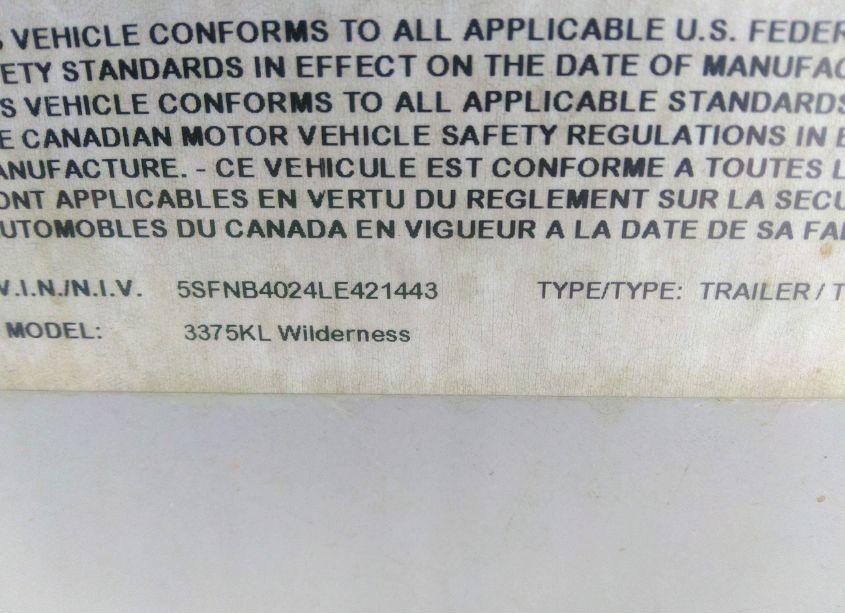 S VEHICLE CONFORMS TO ALL APPLICABLE U.S. FEDER
ETY STANDARDS IN EFFECT ON THE DATE OF MANUFAC
S VEHICLE CONFORMS TO ALL APPLICABLE STANDARDS
E CANADIAN MOTOR VEHICLE SAFETY REGULATIONS IN E
ANUFACTURE. - CE VEHICULE EST CONFORME A TOUTES L
ONT APPLICABLES EN VERTU DU REGLEMENT SUR LA SECU
UTOMOBLES DU CANADA EN VIGUEUR A LA DATE DE SA FA
V.I.N./N.I.V. 5SFNB4024LE421443 TYPE/TYPE: TRAILER / T
MODEL: 3375KL Wilderness